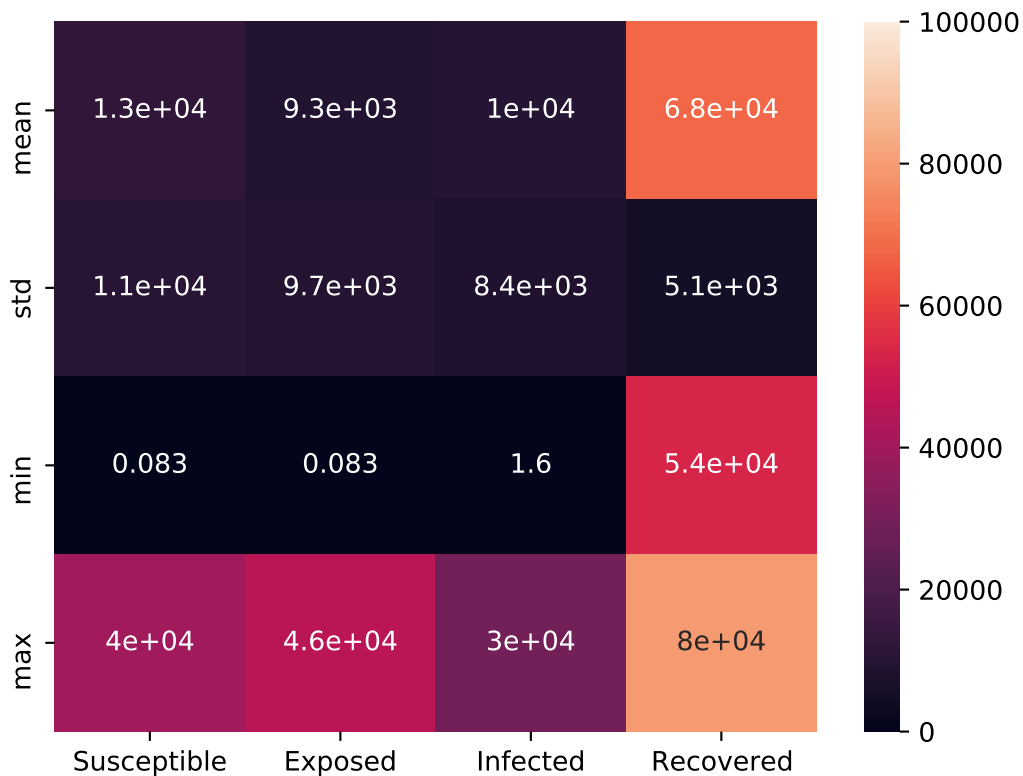 100000
mean 1.3e+04 9.3e+03 1e+04 6.8e+04
80000
std 1.1e+04 9.7e+03 8.4e+03 5.1e+03
60000
40000
min 0.083 0.083 1.6 5.4e+04
20000
max 4e+04 4.6e+04 3e+04 8e+04
0
Susceptible Exposed Infected Recovered